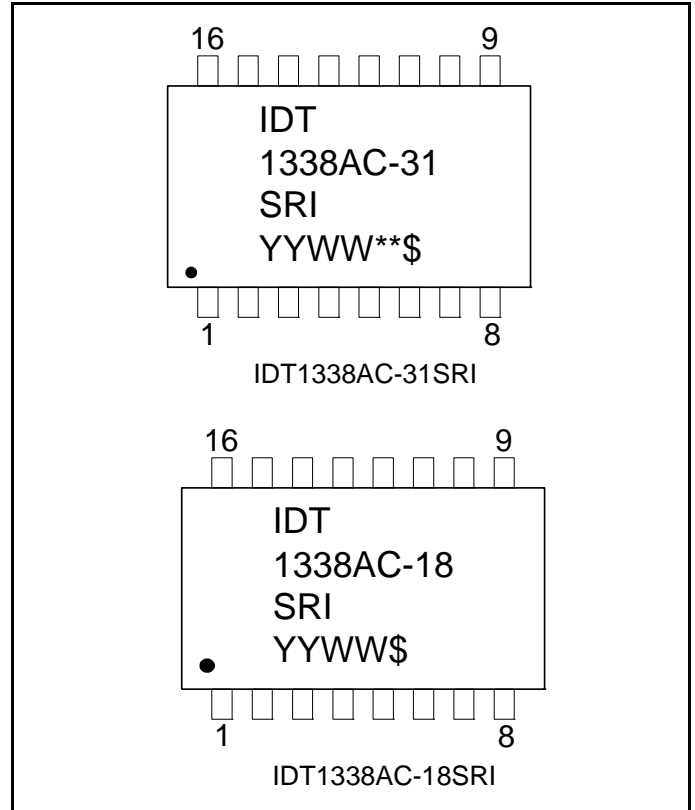 16 9
IDT
1338AC-31
SRI
YYWW**$
1 8
IDT1338AC-31SRI
16 9
IDT
1338AC-18
SRI
YYWW$
1 8
IDT1338AC-18SRI